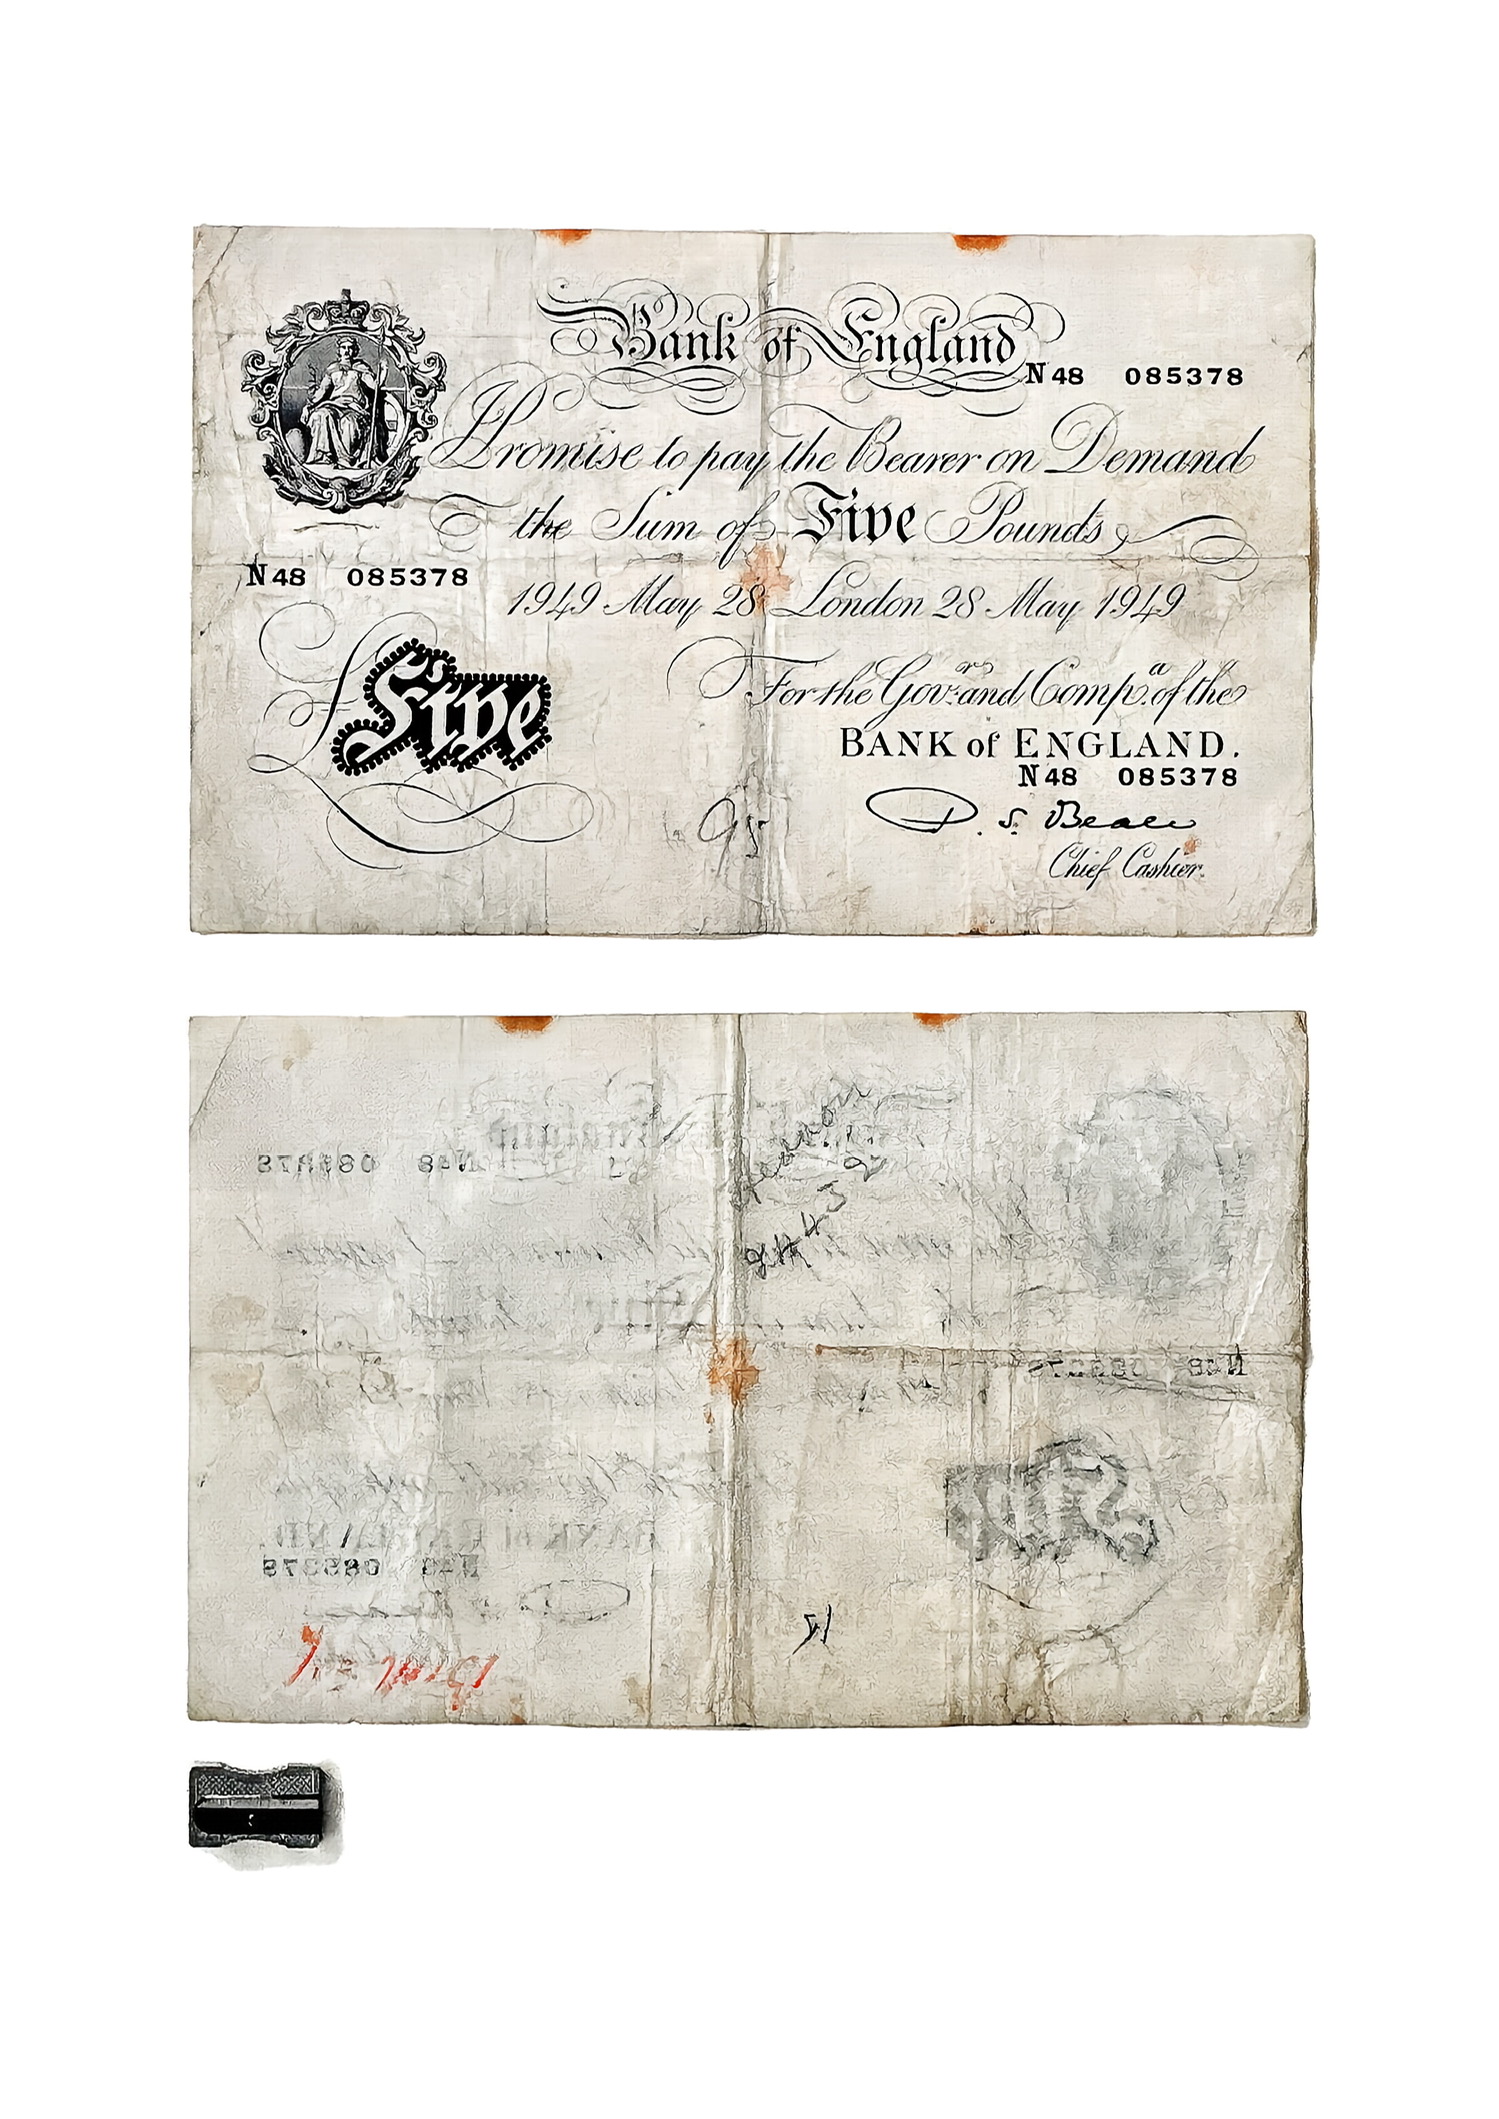 Bank of England
N48 085378
Promise to pay the Bearer on Demand
the Sum of Five Pounds
N48 085378
1949 May 28 London 28 May 1949
Five
For the Govr. and Compa. of the
BANK of ENGLAND.
N48 085378
P. S. Beale
Chief Cashier.